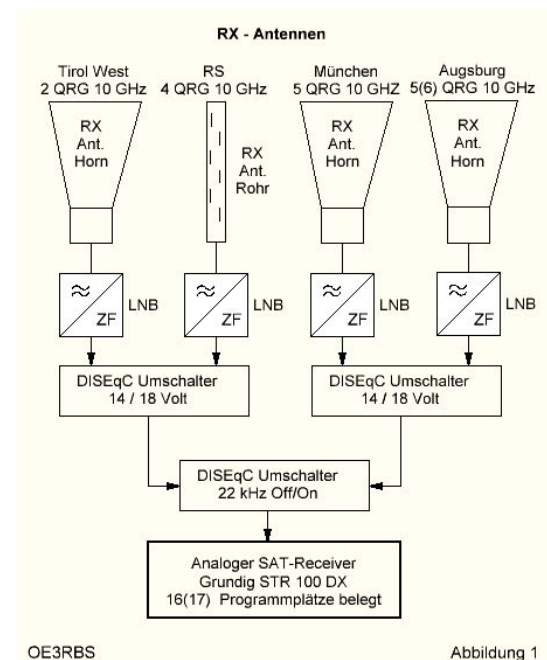 RX - Antennen
Tirol West
2 QRG 10 GHz
RS
4 QRG 10 GHz
München
5 QRG 10 GHZ
Augsburg
5(6) QRG 10 GHz
RX
Ant.
Horn
RX
Ant.
Rohr
RX
Ant.
Horn
RX
Ant.
Horn
≈
ZF
LNB
≈
ZF
LNB
≈
ZF
LNB
≈
ZF
LNB
DISEqC Umschalter
14 / 18 Volt
DISEqC Umschalter
14 / 18 Volt
DISEqC Umschalter
22 kHz Off/On
Analoger SAT-Receiver
Grundig STR 100 DX
16(17) Programmplätze belegt
OE3RBS
Abbildung 1